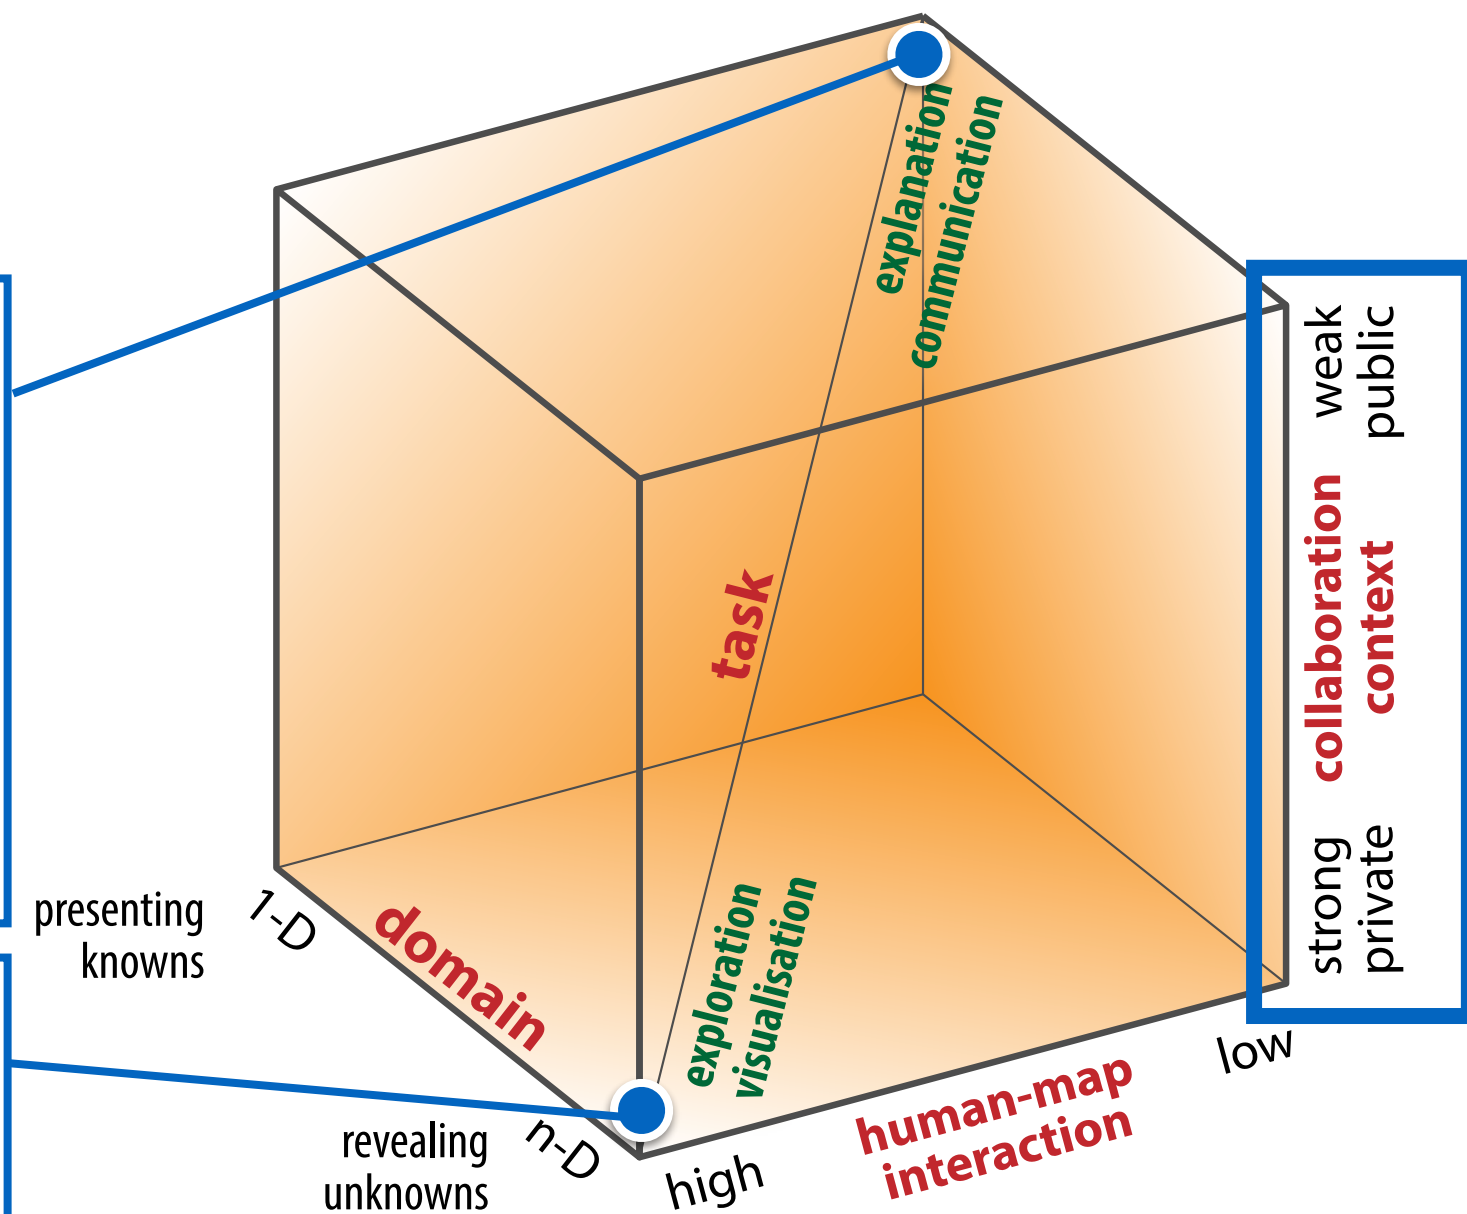 explanation
communication
weak
public
collaboration
context
strong
private
task
presenting
knowns
1-D
domain
n-D
exploration
visualisation
revealing
unknowns
high
human-map
interaction
low